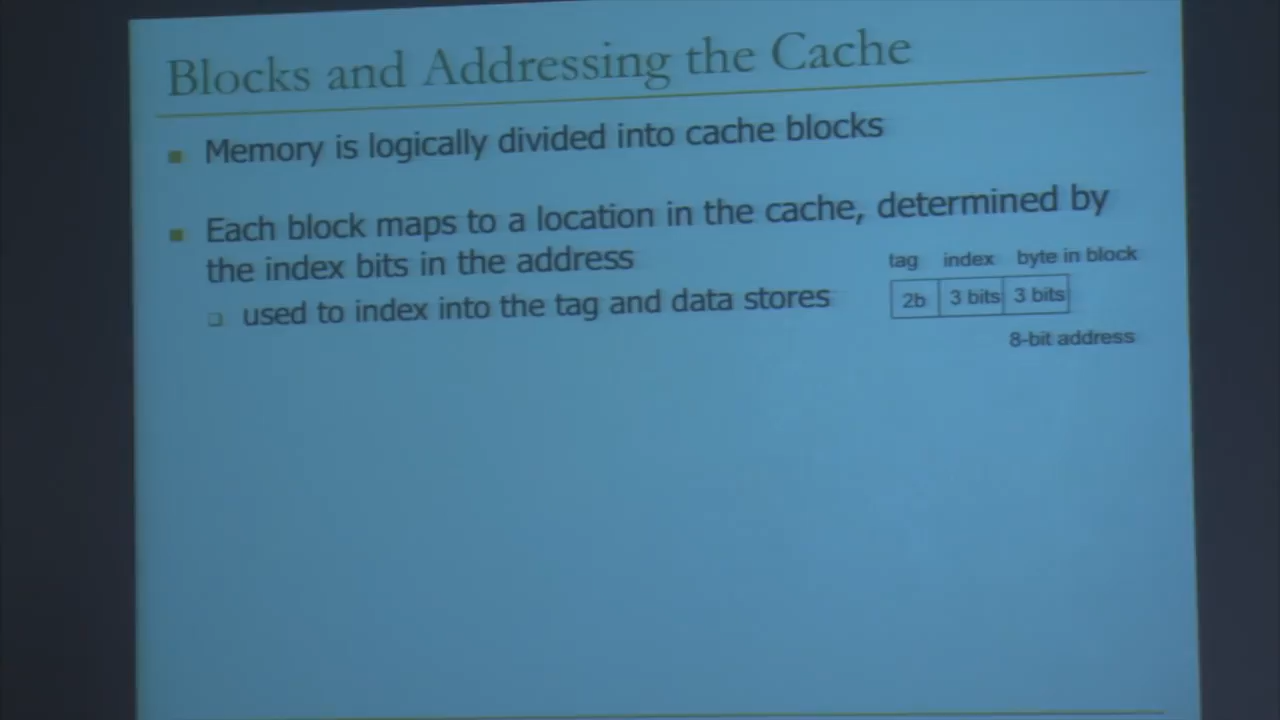 Blocks and Addressing the Cache
Memory is logically divided into cache blocks
Each block maps to a location in the cache, determined by
the index bits in the address
used to index into the tag and data stores
tag index byte in block
2b 3 bits 3 bits
8-bit address